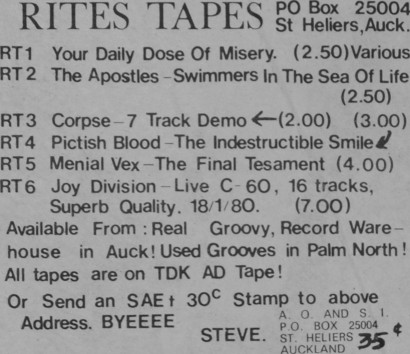 RITES TAPES PO Box 25004
St Heliers, Auck.
RT1 Your Daily Dose Of Misery. (2.50) Various
RT2 The Apostles – Swimmers In The Sea Of Life
(2.50)
RT3 Corpse – 7 Track Demo ← (2.00) (3.00)
RT4 Pictish Blood – The Indestructible Smile
RT5 Menial Vex – The Final Tesament (4.00)
RT6 Joy Division – Live C-60, 16 tracks,
Superb Quality. 18/1/80. (7.00)
Available From : Real Groovy, Record Ware–
house in Auck! Used Grooves in Palm North!
All tapes are on TDK AD Tape!
Or Send an SAE + 30c Stamp to above
Address. BYEEEE
STEVE.
A. O. AND S. I.
P.O. BOX 25004
ST. HELIERS
AUCKLAND
35¢